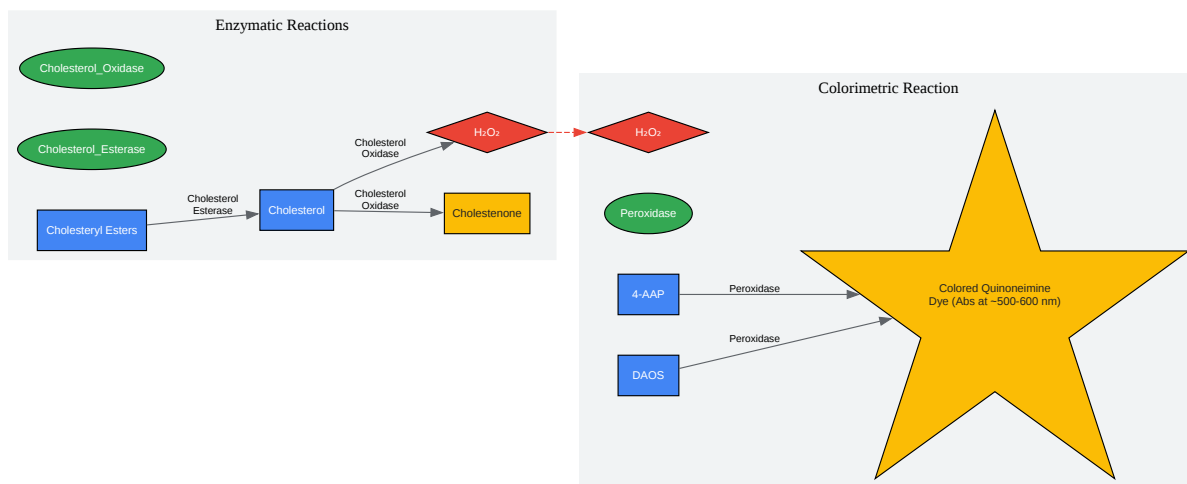 Enzymatic Reactions
Cholesterol_Oxidase
Cholesterol_Esterase
Cholesteryl Esters
Cholesterol
Esterase
Cholesterol
Cholesterol
Oxidase
H₂O₂
Cholesterol
Oxidase
Cholestenone
Colorimetric Reaction
H₂O₂
Peroxidase
4-AAP
Peroxidase
DAOS
Peroxidase
Colored Quinoneimine
Dye (Abs at ~500-600 nm)